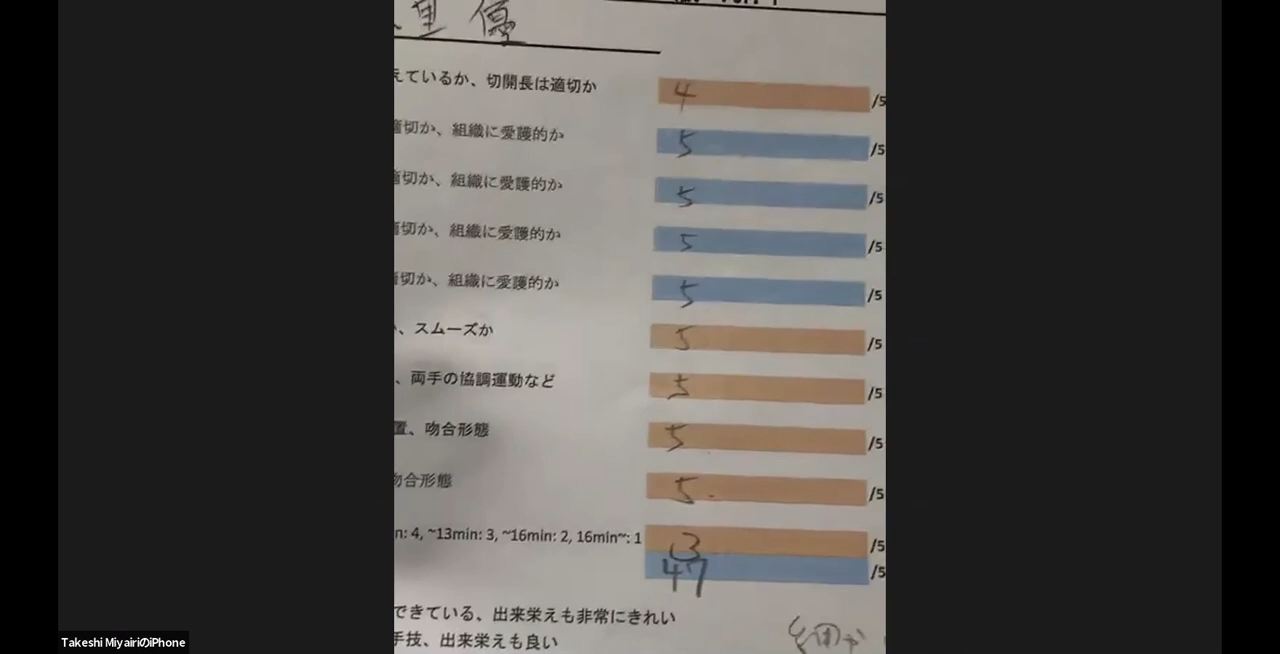 優
えているか、切開長は適切か 4 /5
適切か、組織に愛護的か 5 /5
適切か、組織に愛護的か 5 /5
適切か、組織に愛護的か 5 /5
適切か、組織に愛護的か 5 /5
、スムーズか 5 /5
、両手の協調運動など 5 /5
置、吻合形態 5 /5
吻合形態 5 /5
n: 4, ~13min: 3, ~16min: 2, 16min~: 1 3 /5
47 /5
できている、出来栄えも非常にきれい
手技、出来栄えも良い
細か
Takeshi MiyairiのiPhone